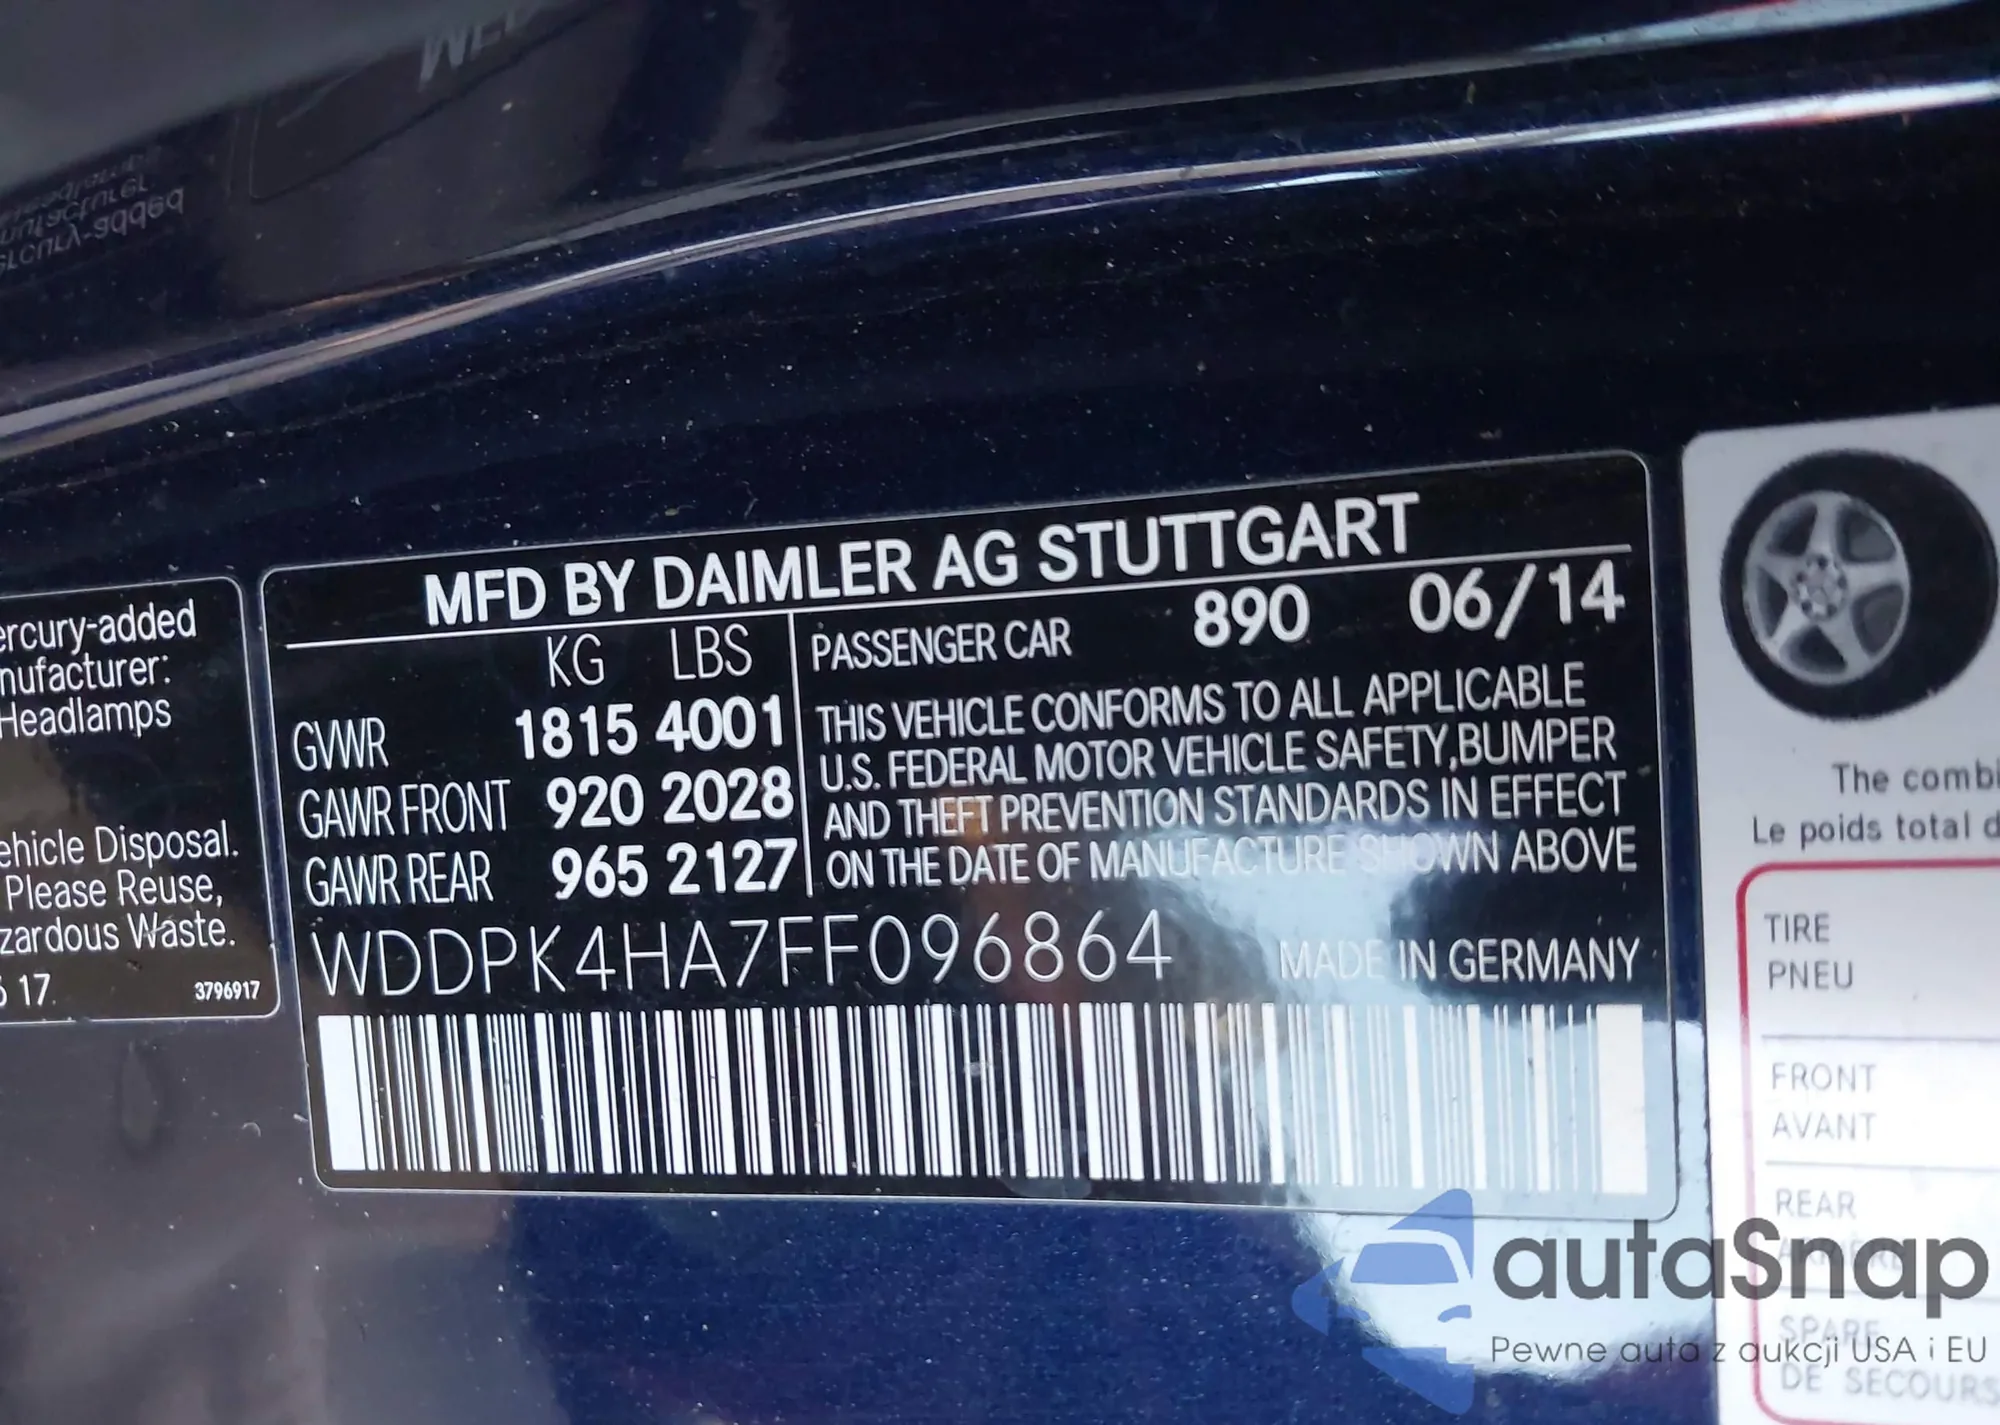 ercury-added
nufacturer:
Headlamps
ehicle Disposal.
Please Reuse,
zardous Waste.
17
3796917
MFD BY DAIMLER AG STUTTGART
KG LBS
GVWR 1815 4001
GAWR FRONT 920 2028
GAWR REAR 965 2127
PASSENGER CAR 890 06/14
THIS VEHICLE CONFORMS TO ALL APPLICABLE
U.S. FEDERAL MOTOR VEHICLE SAFETY,BUMPER
AND THEFT PREVENTION STANDARDS IN EFFECT
ON THE DATE OF MANUFACTURE SHOWN ABOVE
WDDPK4HA7FF096864 MADE IN GERMANY
The combi
Le poids total d
TIRE
PNEU
FRONT
AVANT
REAR
SPARE
DE SECOURS
autaSnap
Pewne auta z aukcji USA i EU